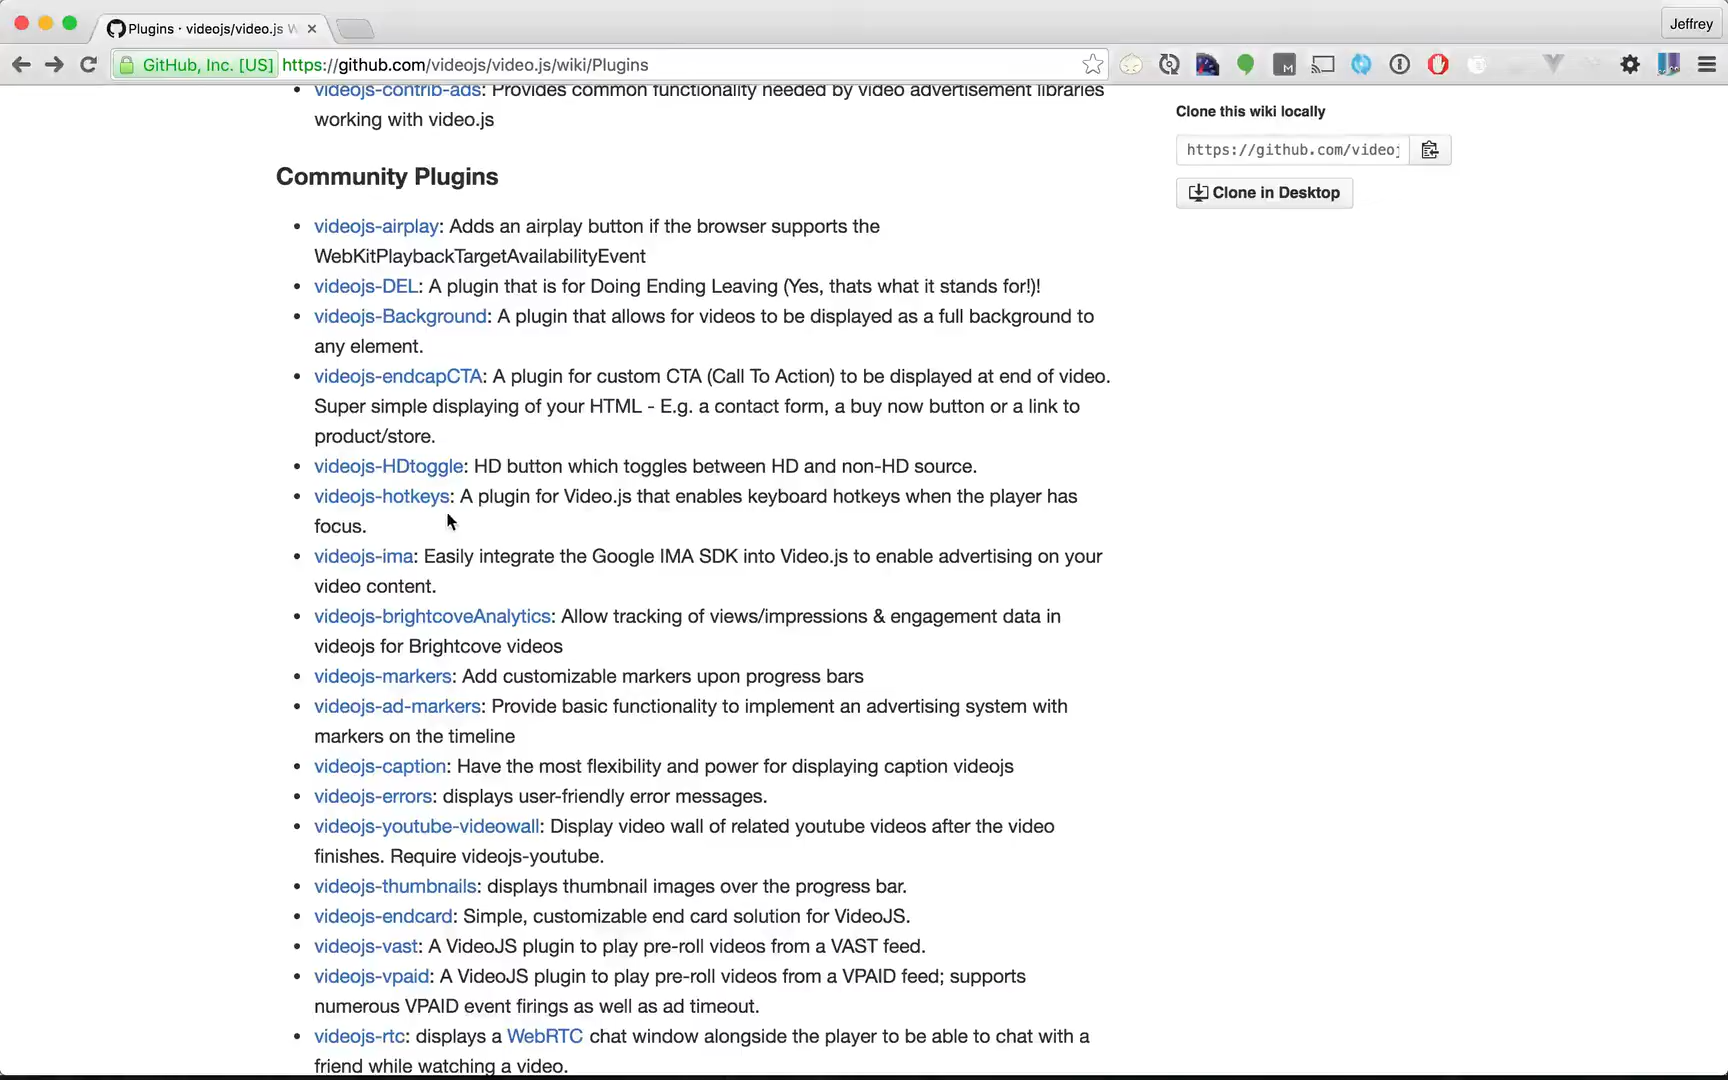 Plugins · videojs/video.js W
Jeffrey
GitHub, Inc. [US] https://github.com/videojs/video.js/wiki/Plugins
videojs-contrib-ads: Provides common functionality needed by video advertisement libraries
working with video.js
Clone this wiki locally
https://github.com/videoj
Clone in Desktop
Community Plugins
• videojs-airplay: Adds an airplay button if the browser supports the
WebKitPlaybackTargetAvailabilityEvent
• videojs-DEL: A plugin that is for Doing Ending Leaving (Yes, thats what it stands for!)!
• videojs-Background: A plugin that allows for videos to be displayed as a full background to
any element.
• videojs-endcapCTA: A plugin for custom CTA (Call To Action) to be displayed at end of video.
Super simple displaying of your HTML - E.g. a contact form, a buy now button or a link to
product/store.
• videojs-HDtoggle: HD button which toggles between HD and non-HD source.
• videojs-hotkeys: A plugin for Video.js that enables keyboard hotkeys when the player has
focus.
• videojs-ima: Easily integrate the Google IMA SDK into Video.js to enable advertising on your
video content.
• videojs-brightcoveAnalytics: Allow tracking of views/impressions & engagement data in
videojs for Brightcove videos
• videojs-markers: Add customizable markers upon progress bars
• videojs-ad-markers: Provide basic functionality to implement an advertising system with
markers on the timeline
• videojs-caption: Have the most flexibility and power for displaying caption videojs
• videojs-errors: displays user-friendly error messages.
• videojs-youtube-videowall: Display video wall of related youtube videos after the video
finishes. Require videojs-youtube.
• videojs-thumbnails: displays thumbnail images over the progress bar.
• videojs-endcard: Simple, customizable end card solution for VideoJS.
• videojs-vast: A VideoJS plugin to play pre-roll videos from a VAST feed.
• videojs-vpaid: A VideoJS plugin to play pre-roll videos from a VPAID feed; supports
numerous VPAID event firings as well as ad timeout.
• videojs-rtc: displays a WebRTC chat window alongside the player to be able to chat with a
friend while watching a video.